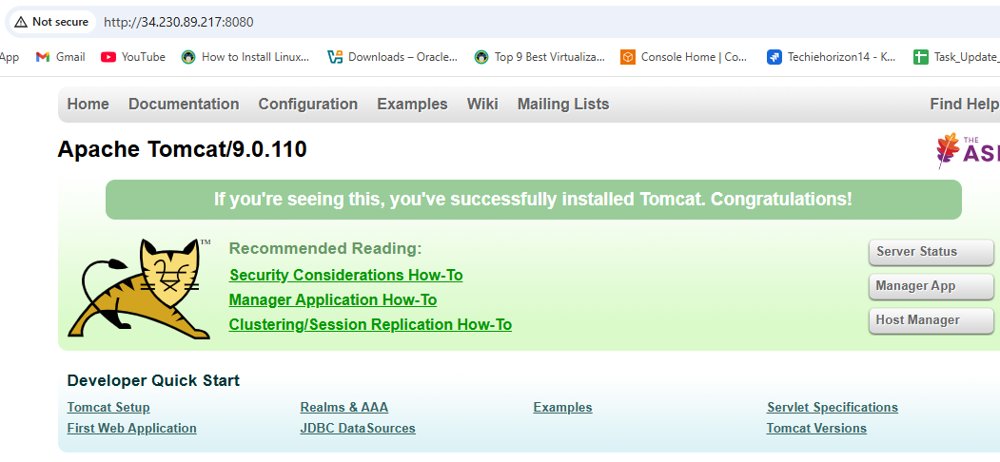 Not secure http://34.230.89.217:8080
App Gmail YouTube How to Install Linux... Downloads – Oracle... Top 9 Best Virtualiza... Console Home | Co... Techiehorizon14 - K... Task_Update_
Home Documentation Configuration Examples Wiki Mailing Lists Find Help
Apache Tomcat/9.0.110
THE
AS
If you're seeing this, you've successfully installed Tomcat. Congratulations!
TM
Recommended Reading:
Security Considerations How-To
Manager Application How-To
Clustering/Session Replication How-To
Server Status
Manager App
Host Manager
Developer Quick Start
Tomcat Setup Realms & AAA Examples Servlet Specifications
First Web Application JDBC DataSources Tomcat Versions